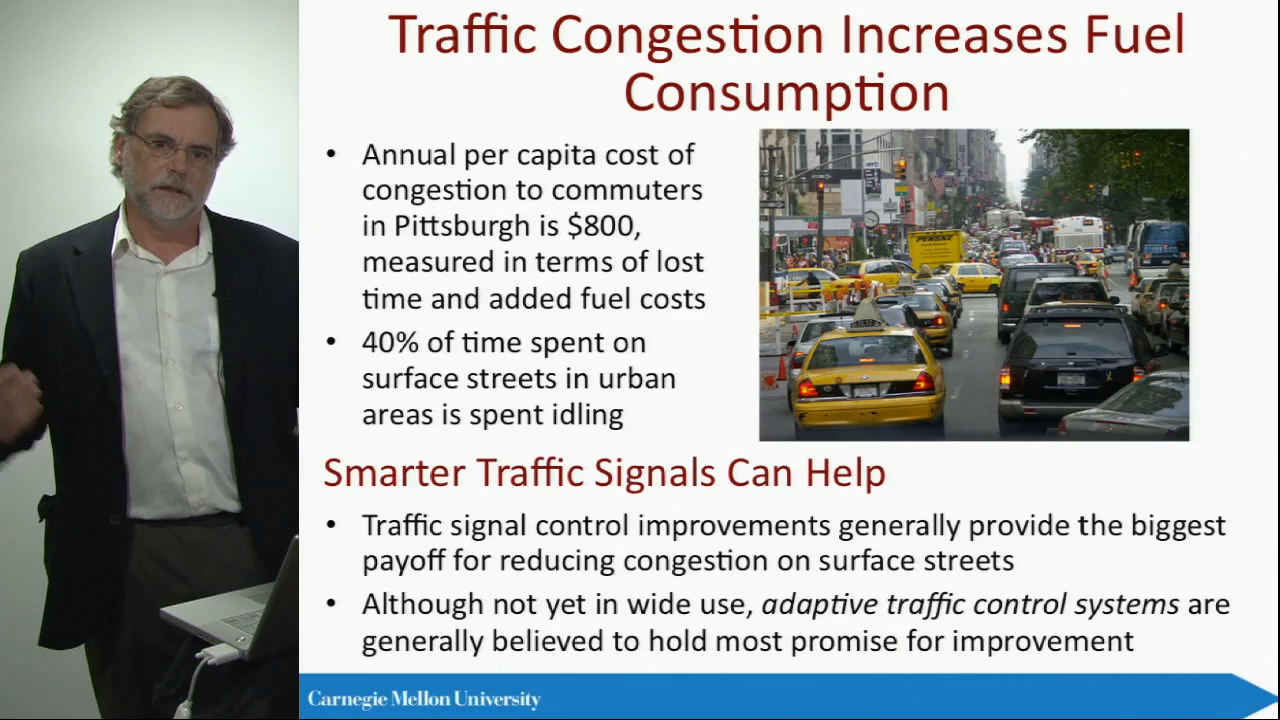 Traffic Congestion Increases Fuel
Consumption
• Annual per capita cost of
congestion to commuters
in Pittsburgh is $800,
measured in terms of lost
time and added fuel costs
• 40% of time spent on
surface streets in urban
areas is spent idling
PENSKE
Smarter Traffic Signals Can Help
• Traffic signal control improvements generally provide the biggest
payoff for reducing congestion on surface streets
• Although not yet in wide use, adaptive traffic control systems are
generally believed to hold most promise for improvement
Carnegie Mellon University